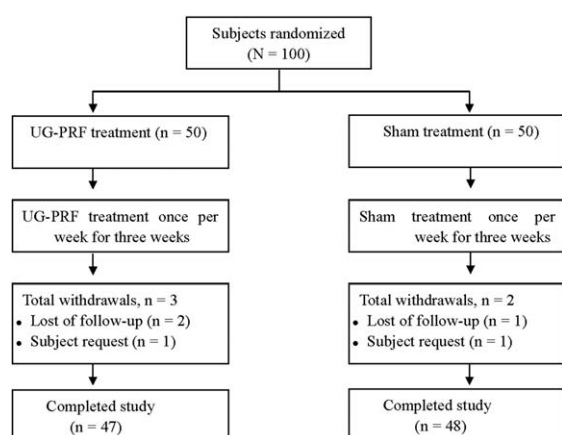 Subjects randomized
(N = 100)
UG-PRF treatment (n = 50)
Sham treatment (n = 50)
UG-PRF treatment once per
week for three weeks
Sham treatment once per
week for three weeks
Total withdrawals, n = 3
• Lost of follow-up (n = 2)
• Subject request (n = 1)
Total withdrawals, n = 2
• Lost of follow-up (n = 1)
• Subject request (n = 1)
Completed study
(n = 47)
Completed study
(n = 48)